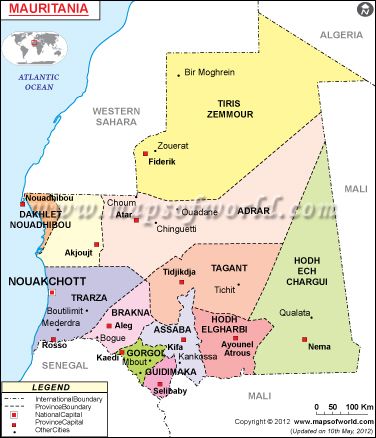 MAURITANIA
ALGERIA
ATLANTIC
OCEAN
Bir Moghrein
TIRIS
ZEMMOUR
WESTERN
SAHARA
Zouerat
Fiderik
MALI
www.mapsofworld.com
Nouadhibou
DAKHLET
NOUADHIBOU
Choum
Atar
Ouadane
ADRAR
Chinguetti
Akjoujt
HODH
ECH
CHARGUI
TAGANT
Tidjikdja
Tichit
NOUAKCHOTT
TRARZA
Boutilimit
Mederdra
Rosso
BRAKNA
Aleg
Bogue
ASSABA
Kifa
Kankossa
HODH
ELGHARBI
Ayounel
Atrous
Qualata
Nema
Kaedi
GORGOL
Mbout
GUIDIMAKA
Selibaby
SENEGAL
MALI
LEGEND
International Boundary
Province Boundary
National Capital
Province Capital
Other Cities
0 50 100 Km
Copyright © 2012 www.mapsofworld.com
(Updated on 10th May, 2012)